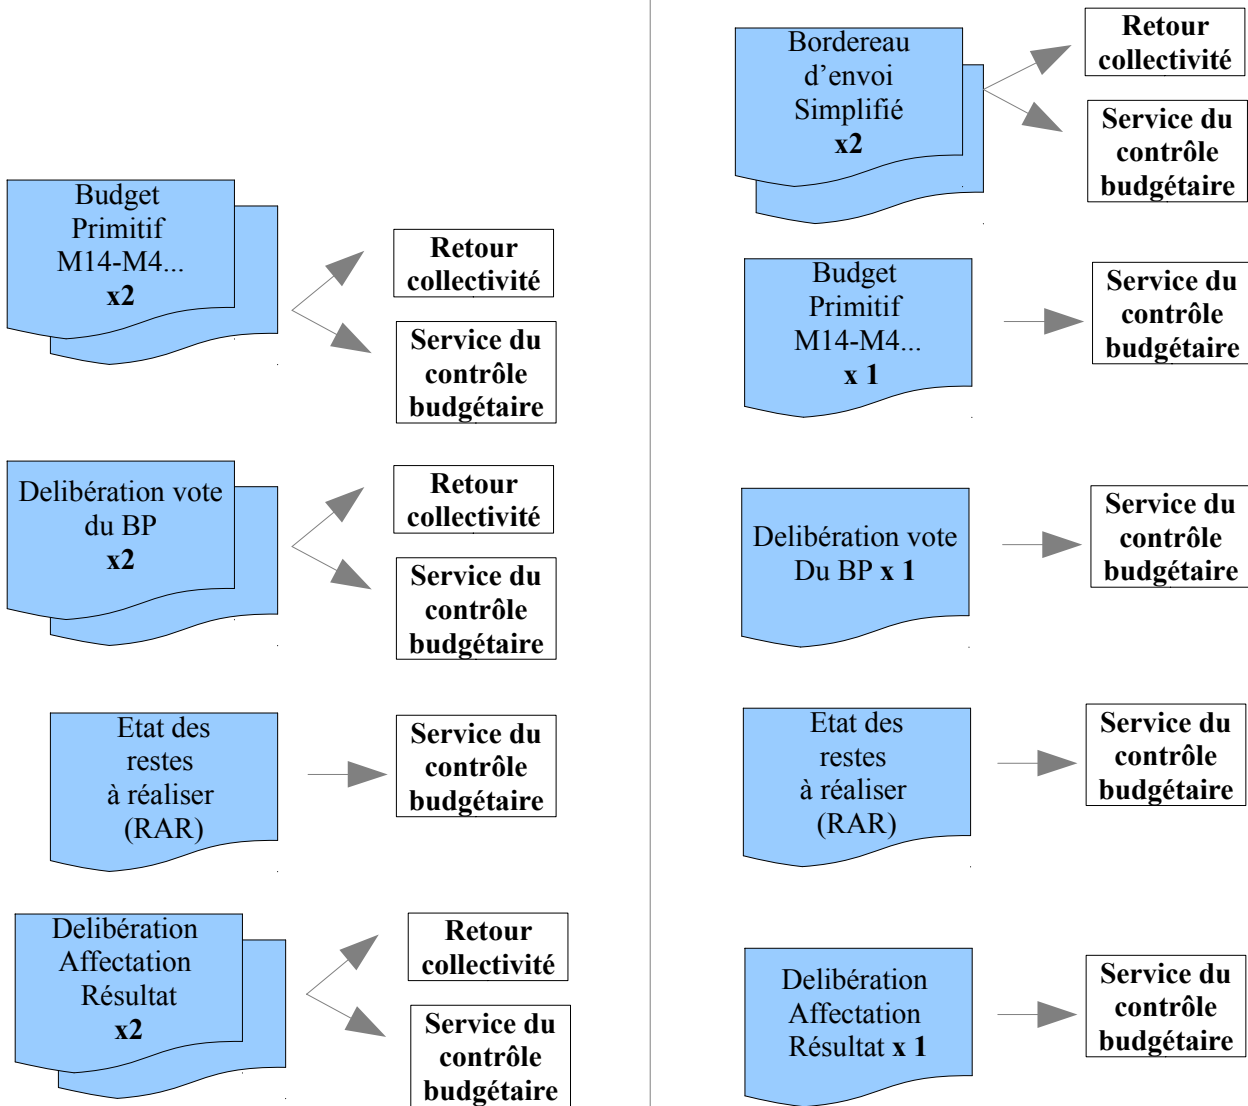 Budget
Primitif
M14-M4...
x2
Retour
collectivité
Service du
contrôle
budgétaire
Delibération vote
du BP
x2
Retour
collectivité
Service du
contrôle
budgétaire
Etat des
restes
à réaliser
(RAR)
Service du
contrôle
budgétaire
Delibération
Affectation
Résultat
x2
Retour
collectivité
Service du
contrôle
budgétaire
Bordereau
d'envoi
Simplifié
x2
Retour
collectivité
Service du
contrôle
budgétaire
Budget
Primitif
M14-M4...
x 1
Service du
contrôle
budgétaire
Delibération vote
Du BP x 1
Service du
contrôle
budgétaire
Etat des
restes
à réaliser
(RAR)
Service du
contrôle
budgétaire
Delibération
Affectation
Résultat x 1
Service du
contrôle
budgétaire